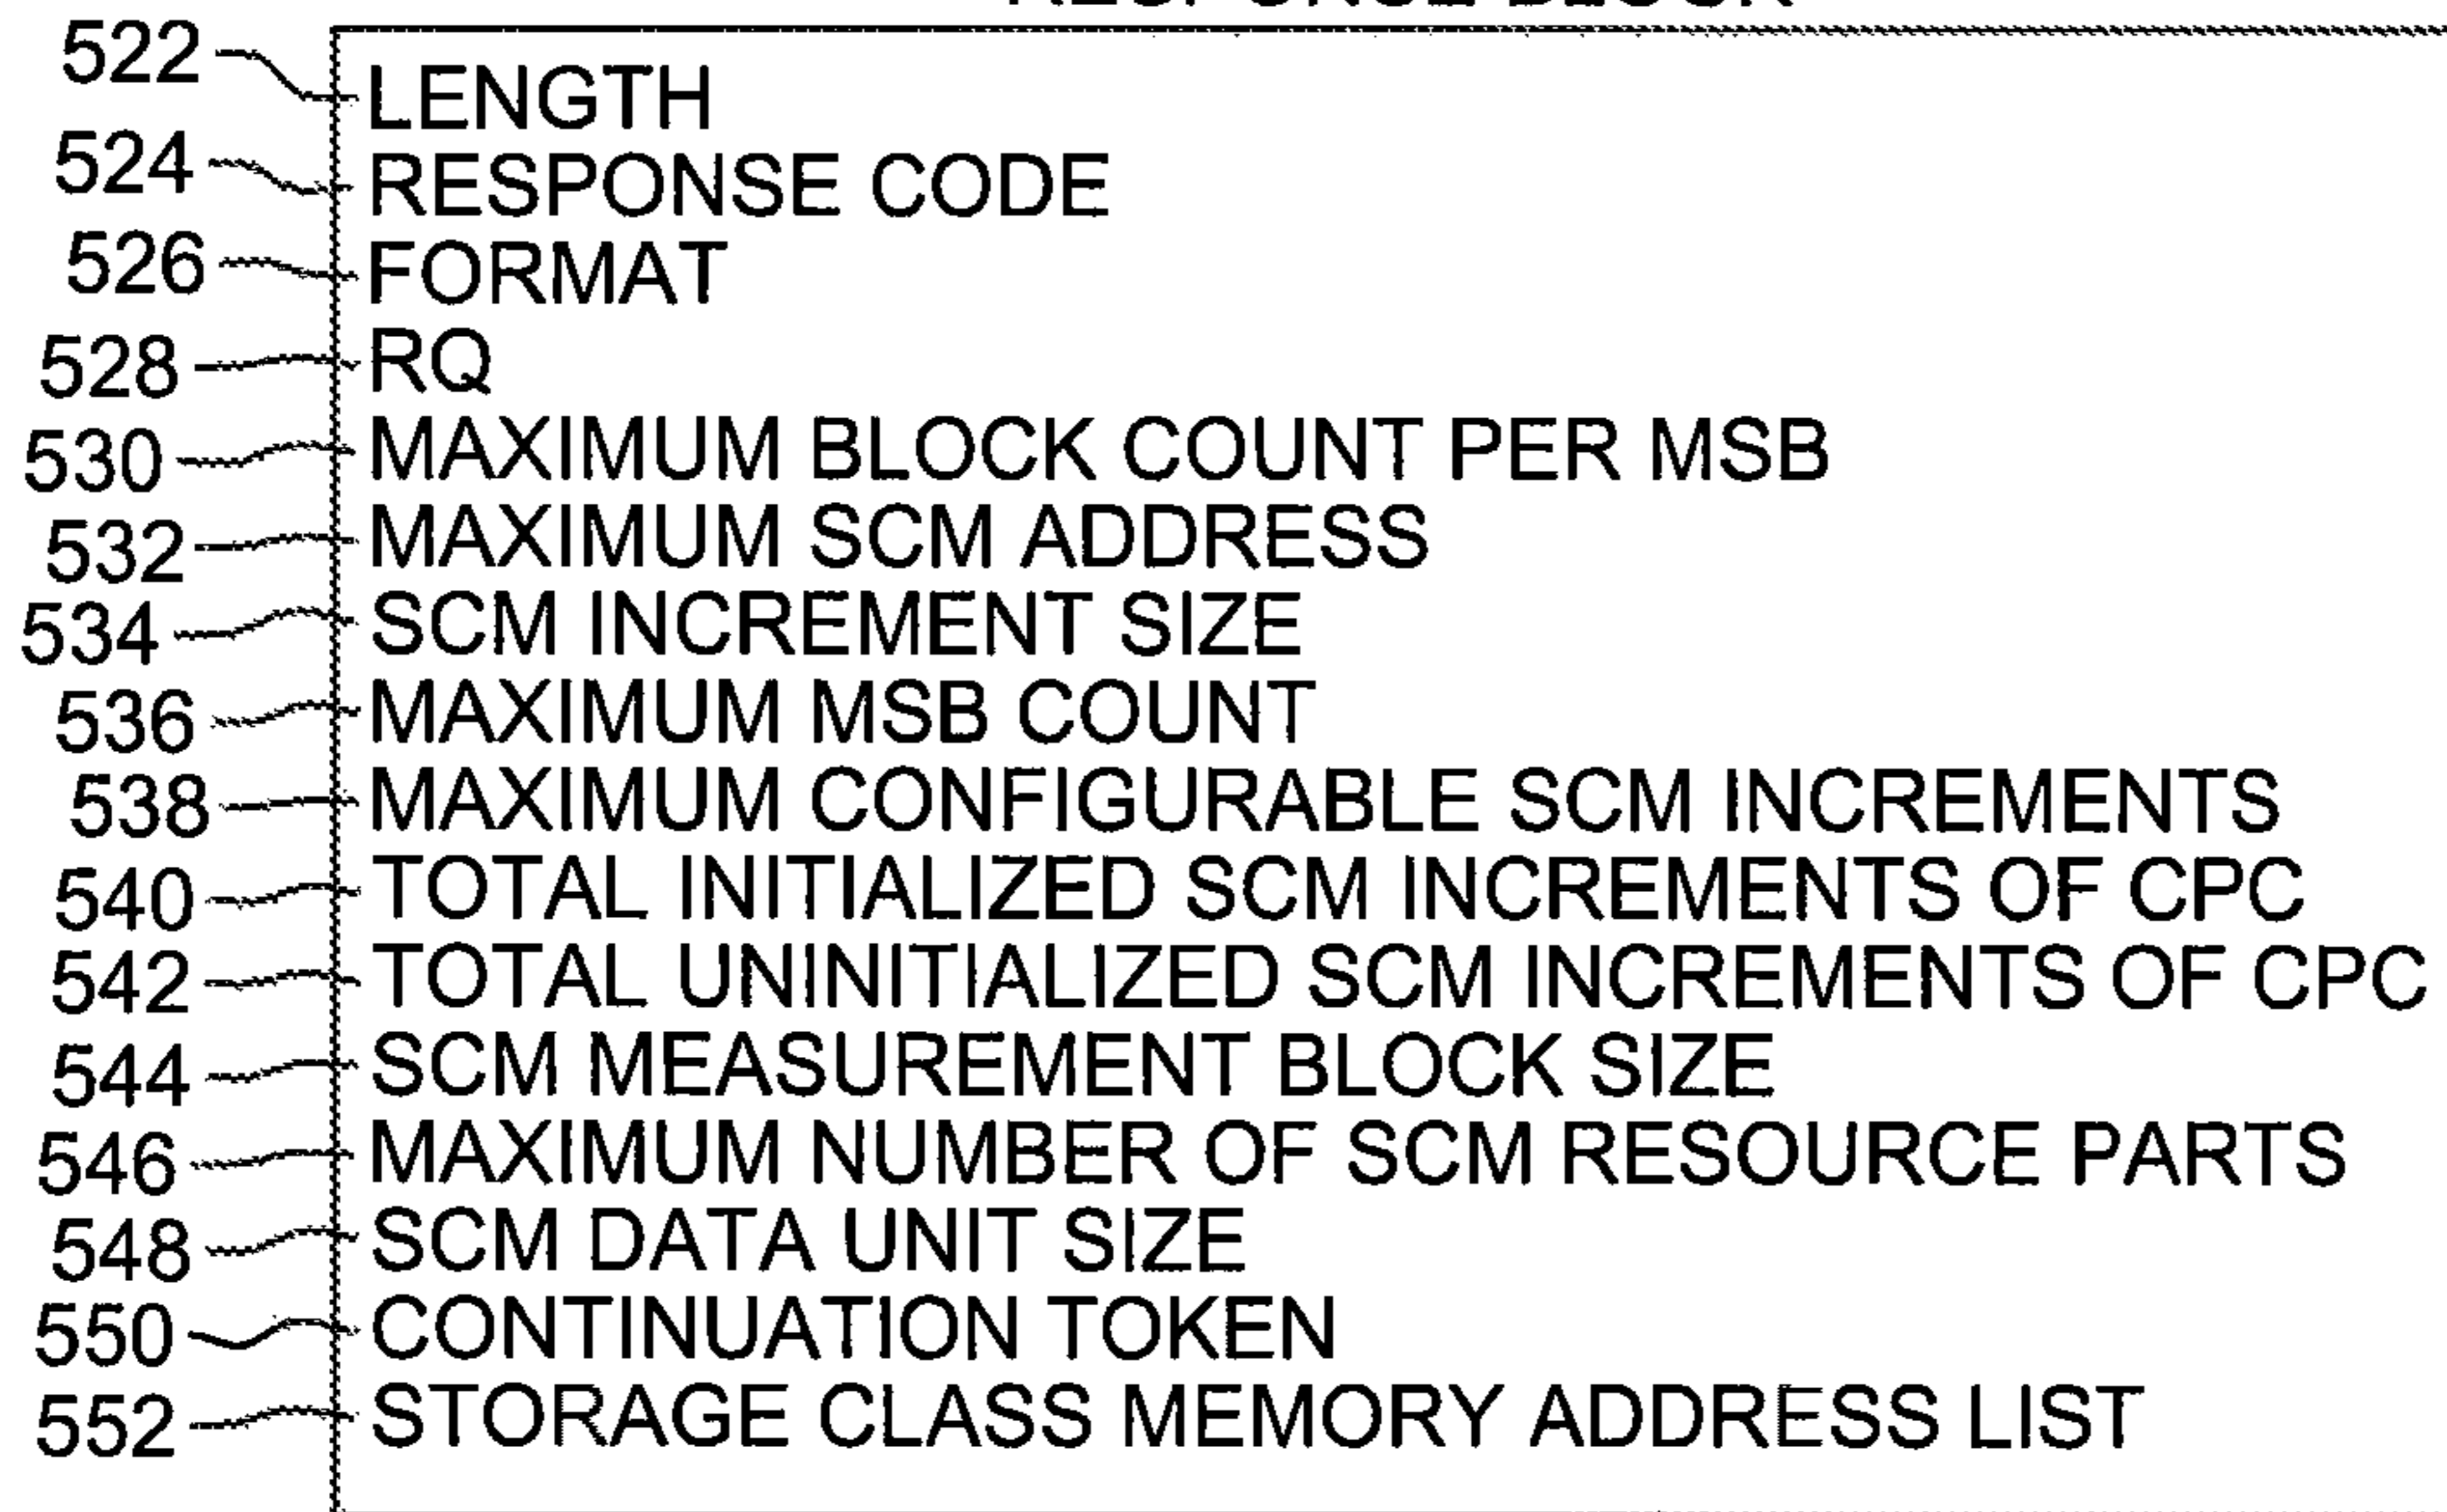 RESPONSE BLOCK
522 LENGTH
524 RESPONSE CODE
526 FORMAT
528 RQ
530 MAXIMUM BLOCK COUNT PER MSB
532 MAXIMUM SCM ADDRESS
534 SCM INCREMENT SIZE
536 MAXIMUM MSB COUNT
538 MAXIMUM CONFIGURABLE SCM INCREMENTS
540 TOTAL INITIALIZED SCM INCREMENTS OF CPC
542 TOTAL UNINITIALIZED SCM INCREMENTS OF CPC
544 SCM MEASUREMENT BLOCK SIZE
546 MAXIMUM NUMBER OF SCM RESOURCE PARTS
548 SCM DATA UNIT SIZE
550 CONTINUATION TOKEN
552 STORAGE CLASS MEMORY ADDRESS LIST